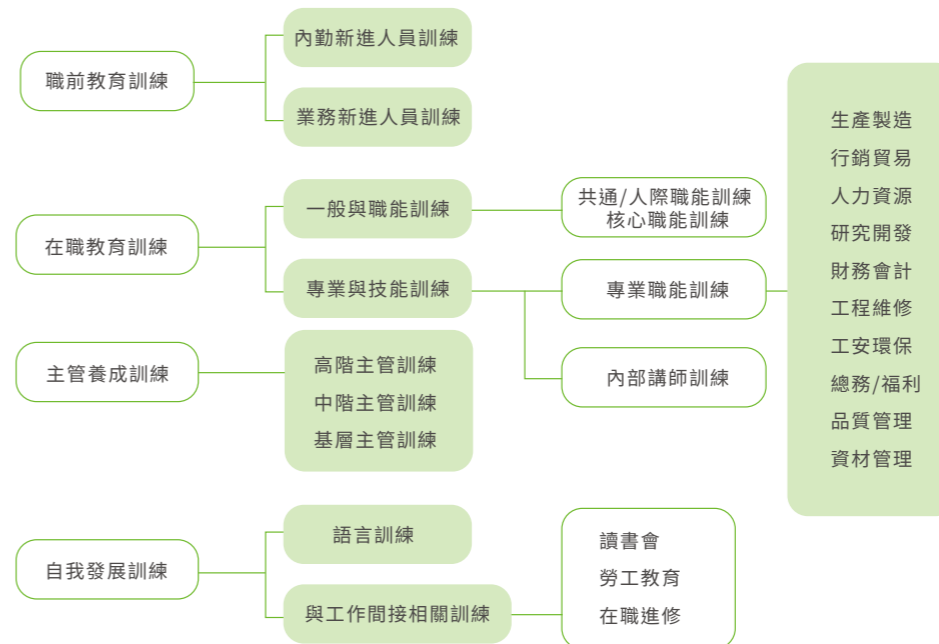 職前教育訓練
內勤新進人員訓練
業務新進人員訓練
在職教育訓練
一般與職能訓練
共通/人際職能訓練
核心職能訓練
專業與技能訓練
專業職能訓練
內部講師訓練
生產製造
行銷貿易
人力資源
研究開發
財務會計
工程維修
工安環保
總務/福利
品質管理
資材管理
主管養成訓練
高階主管訓練
中階主管訓練
基層主管訓練
自我發展訓練
語言訓練
與工作間接相關訓練
讀書會
勞工教育
在職進修